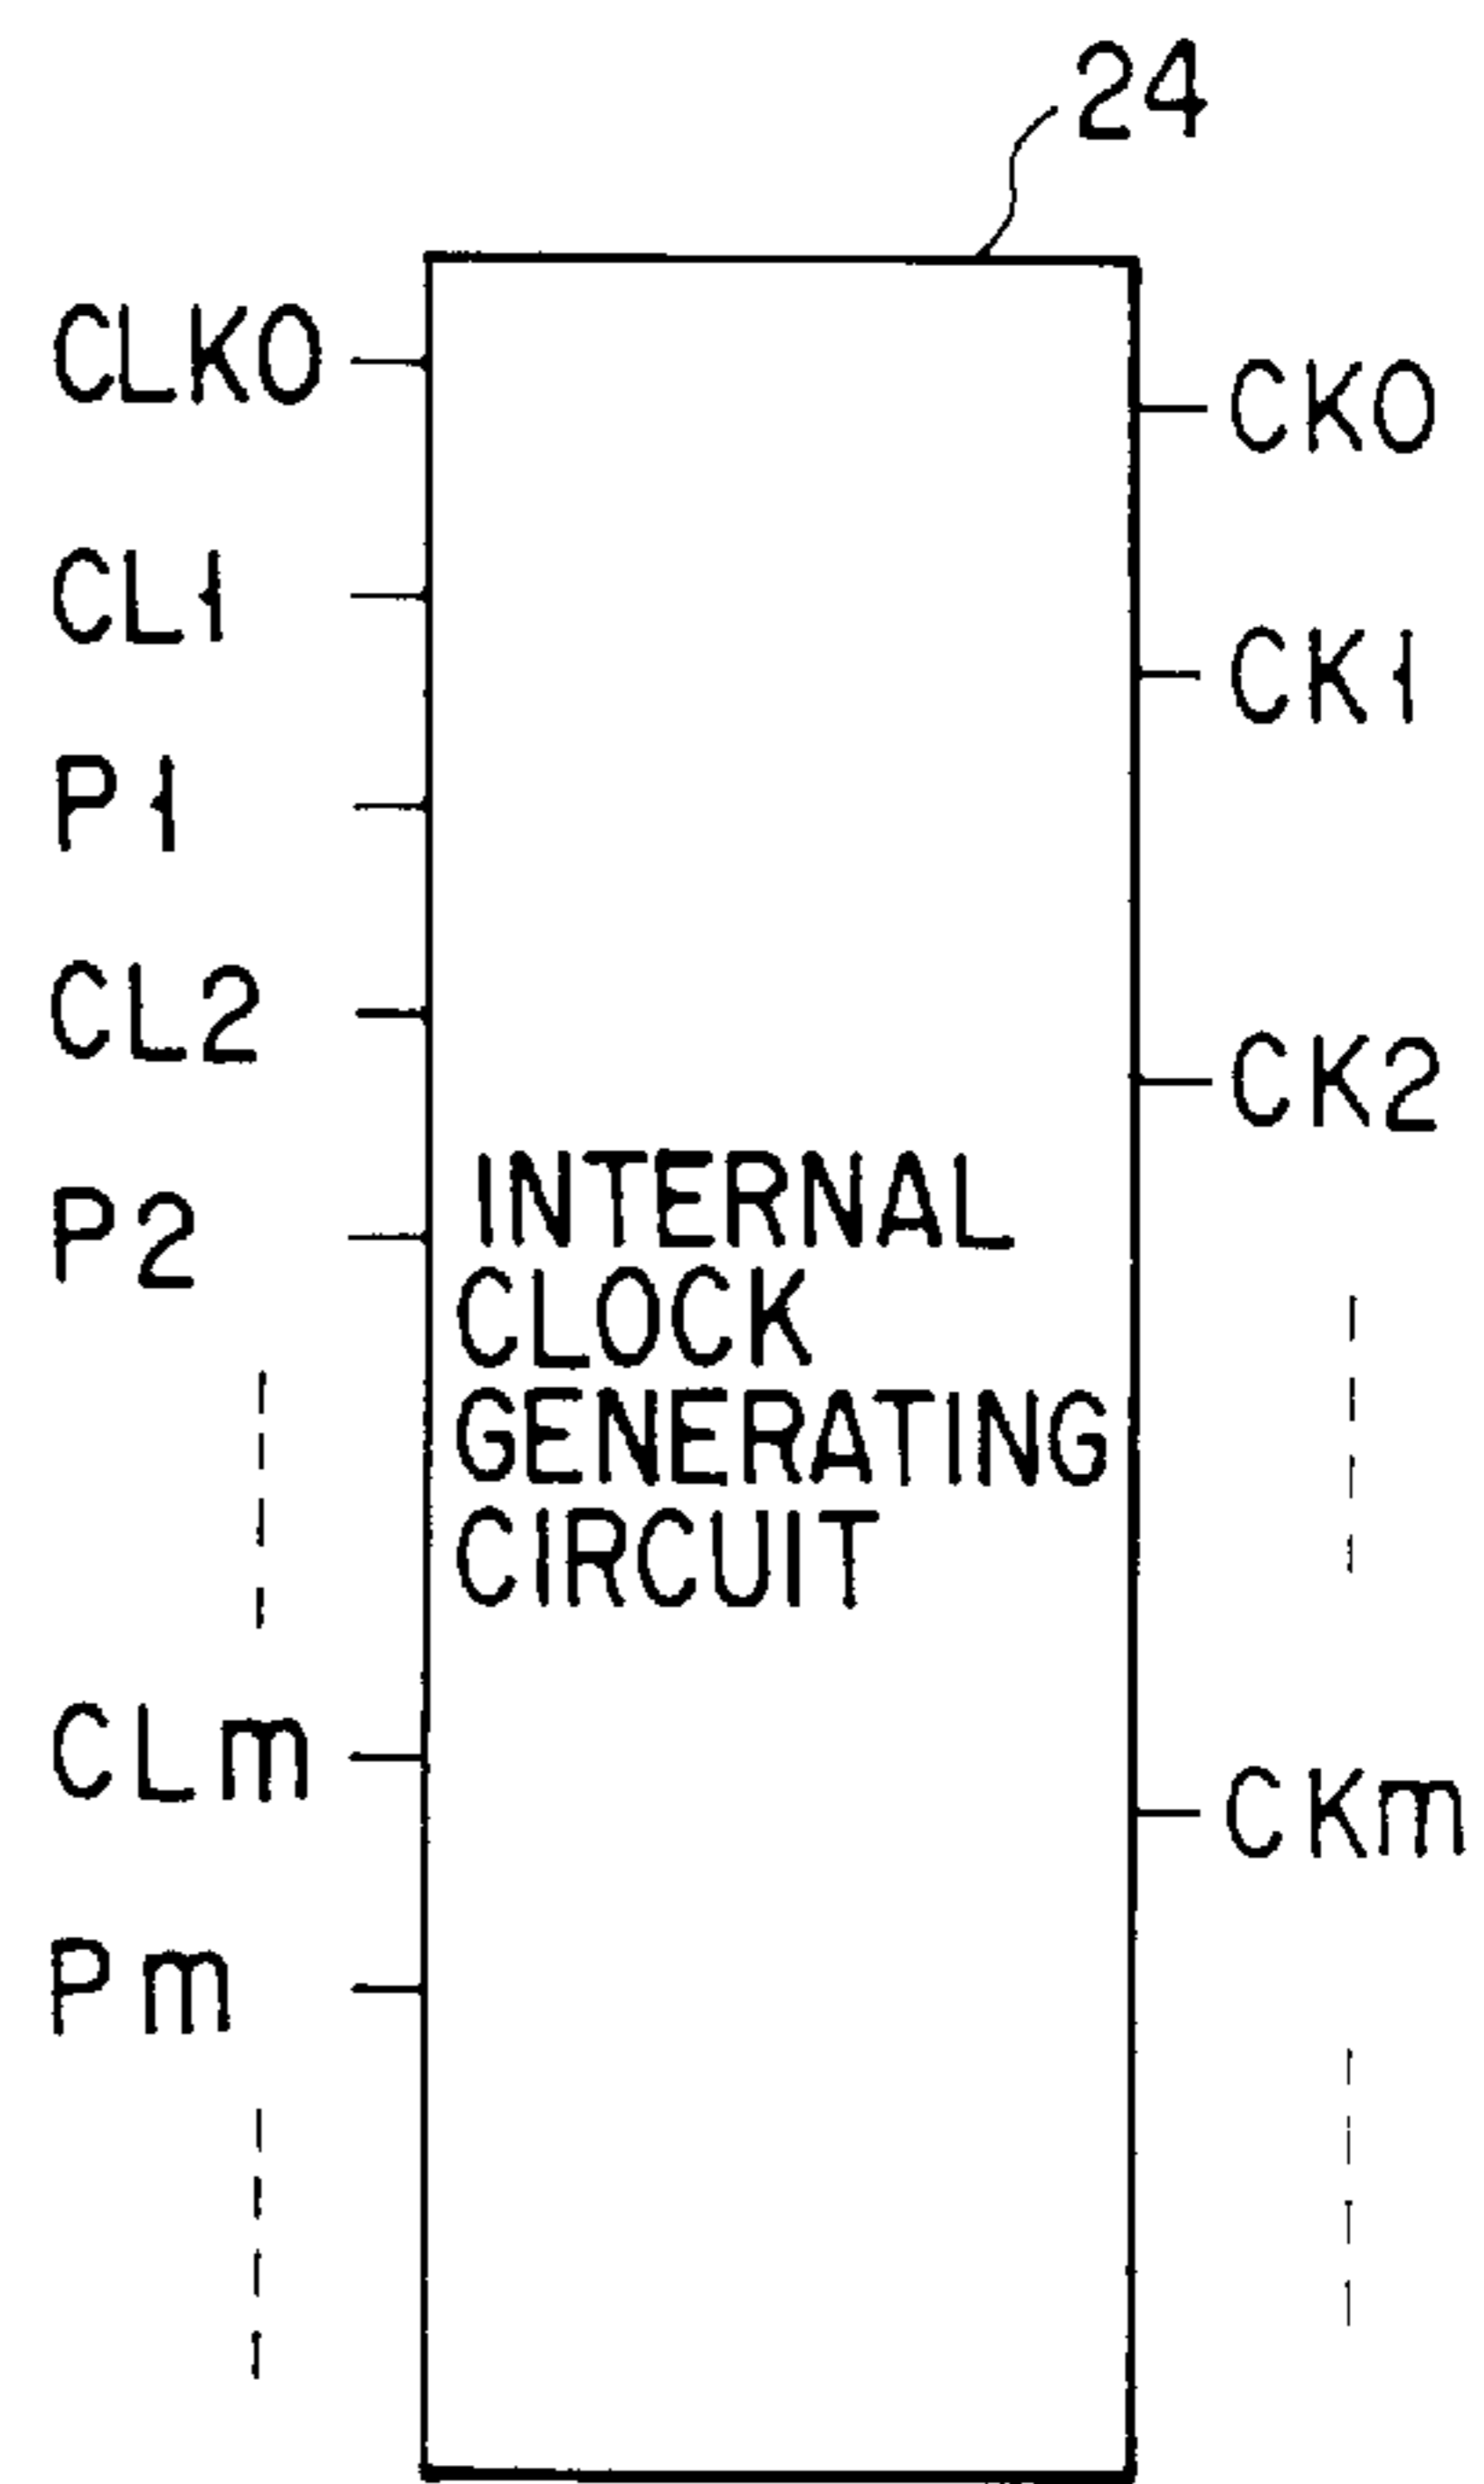 24
CLK0
CK0
CL1
CK1
P1
CL2
CK2
P2
INTERNAL
CLOCK
GENERATING
CIRCUIT
CLm
CKm
Pm